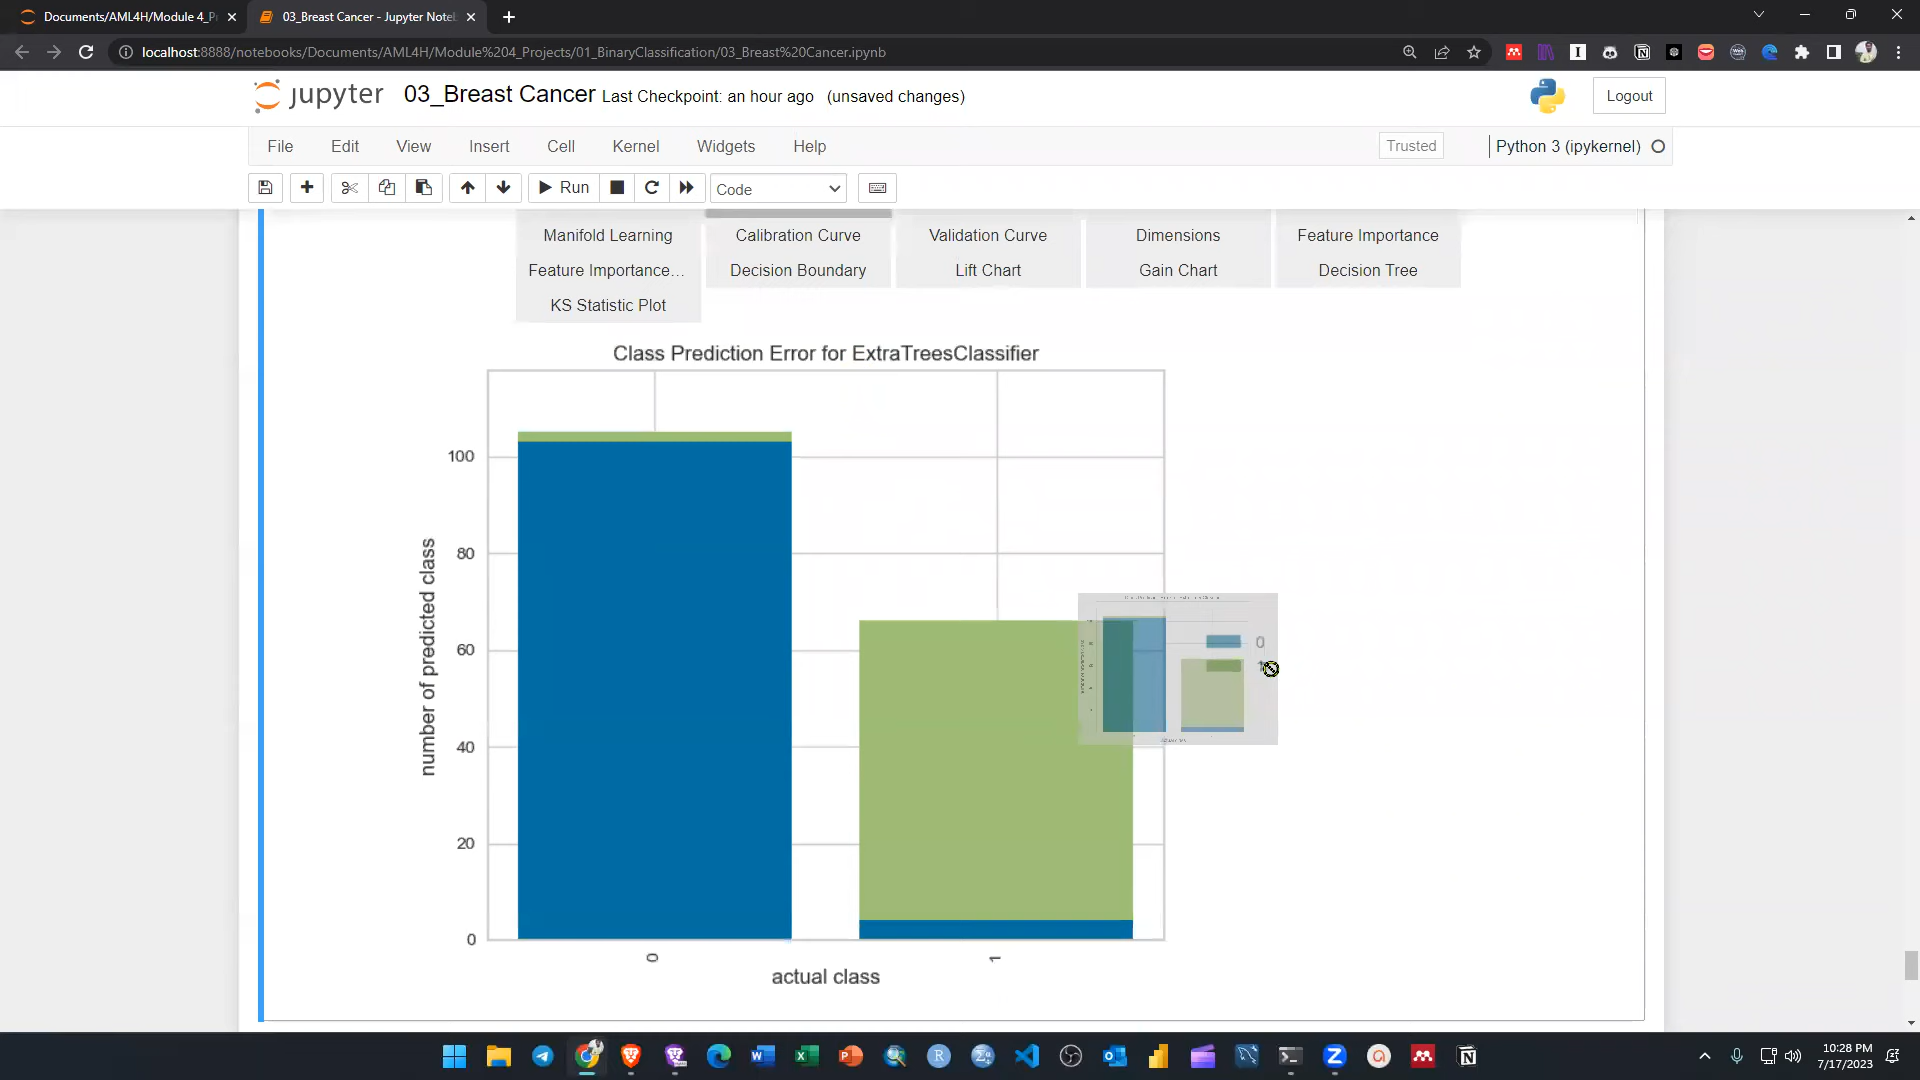 Documents/AML4H/Module 4_Pr
03_Breast Cancer - Jupyter Note
localhost:8888/notebooks/Documents/AML4H/Module%204_Projects/01_BinaryClassification/03_Breast%20Cancer.ipynb
jupyter 03_Breast Cancer Last Checkpoint: an hour ago (unsaved changes)
Logout
File Edit View Insert Cell Kernel Widgets Help
Trusted
Python 3 (ipykernel)
Run
Code
Manifold Learning Calibration Curve Validation Curve Dimensions Feature Importance
Feature Importance... Decision Boundary Lift Chart Gain Chart Decision Tree
KS Statistic Plot
Class Prediction Error for ExtraTreesClassifier
number of predicted class
100
80
60
40
20
0
0
0 1
actual class
10:28 PM
7/17/2023